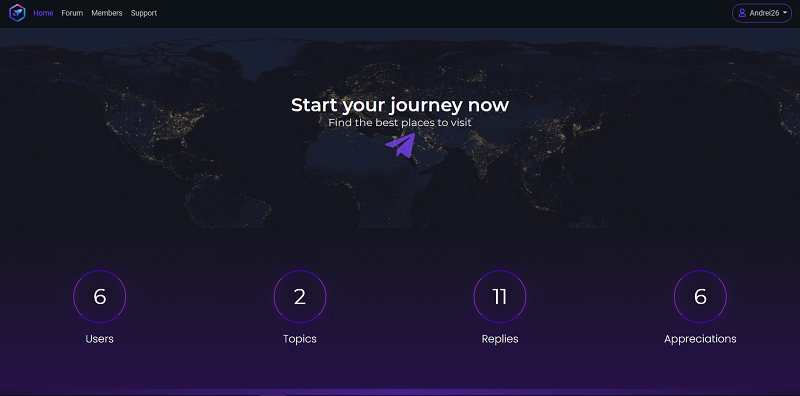 Home Forum Members Support Andrei26
Start your journey now
Find the best places to visit
6 2 11 6
Users Topics Replies Appreciations